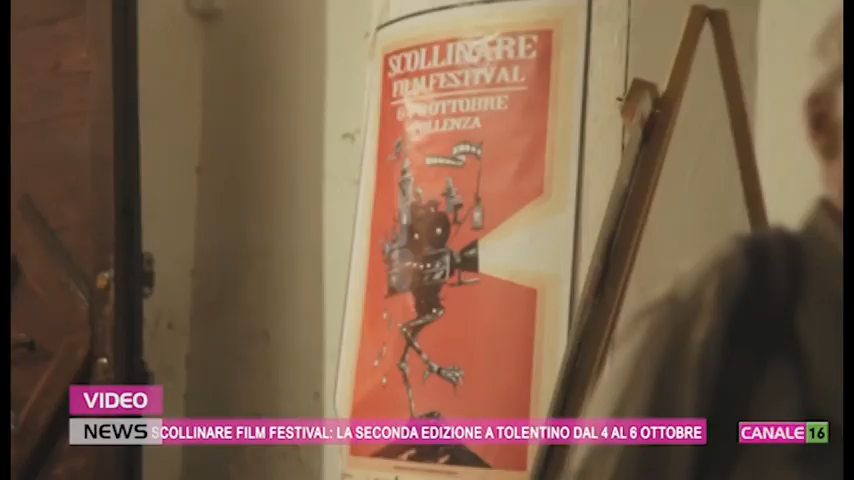 SCOLLINARE
FILM FESTIVAL
OTTOBRE
VIDEO
NEWS SCOLLINARE FILM FESTIVAL: LA SECONDA EDIZIONE A TOLENTINO DAL 4 AL 6 OTTOBRE
CANALE 16